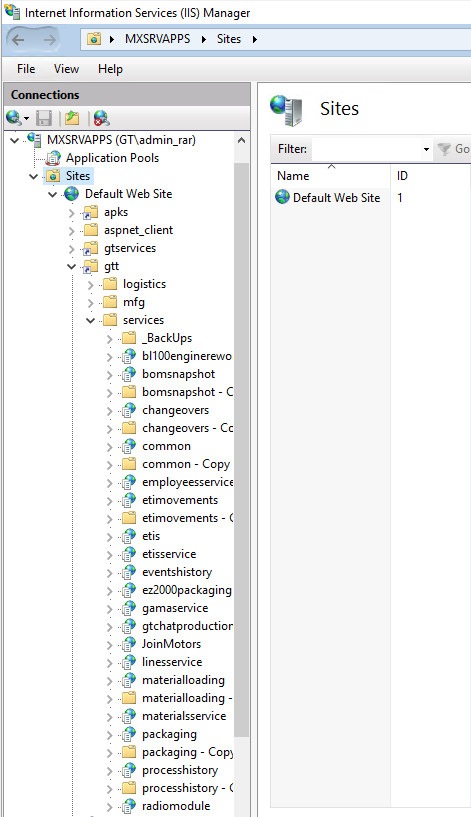 Internet Information Services (IIS) Manager
MXSRVAPPS Sites
File View Help
Connections
MXSRVAPPS (GT\admin_rar)
Application Pools
Sites
Default Web Site
apks
aspnet_client
gtservices
gtt
logistics
mfg
services
_BackUps
bl100enginerewo
bomsnapshot
bomsnapshot - C
changeovers
changeovers - Co
common
common - Copy
employeesservice
etimovements
etimovements - C
etis
etisservice
eventshistory
ez2000packaging
gamaservice
gtchatproduction
JoinMotors
linesservice
materialloading
materialloading -
materialsservice
packaging
packaging - Copy
processhistory
processhistory - C
radiomodule
Sites
Filter: Go
Name ID
Default Web Site 1